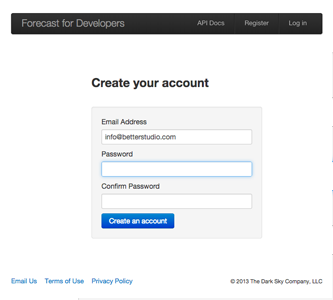 Forecast for Developers API Docs Register Log in
Create your account
Email Address
info@betterstudio.com
Password
Confirm Password
Create an account
Email Us Terms of Use Privacy Policy © 2013 The Dark Sky Company, LLC